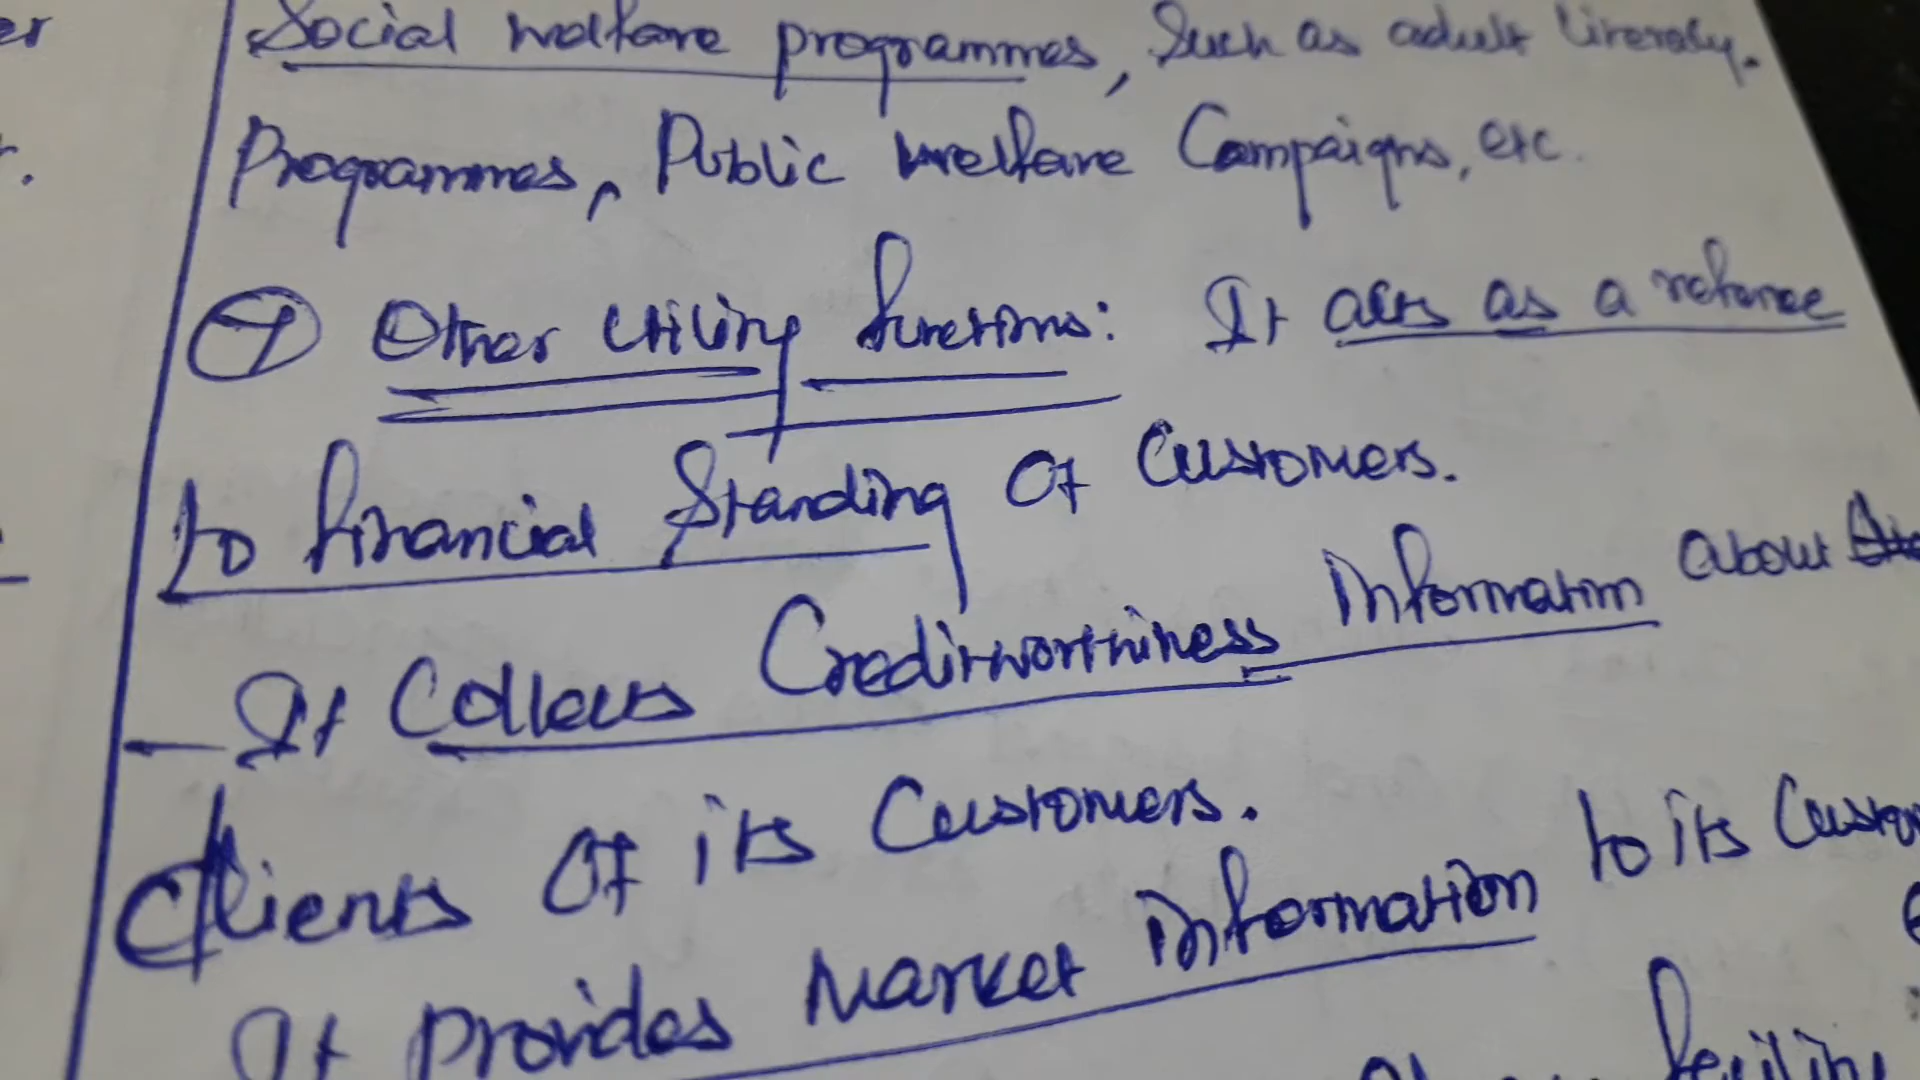 er
Social welfare programmes, Such as adult literacy.
Programmes, Public welfare Campaigns, etc.
7 Other Utility functions: It acts as a referee
to financial Standing Of Customers.
- It Collects Creditworthiness Information about
Clients Of its Customers.
It provides Market Information to its Custo